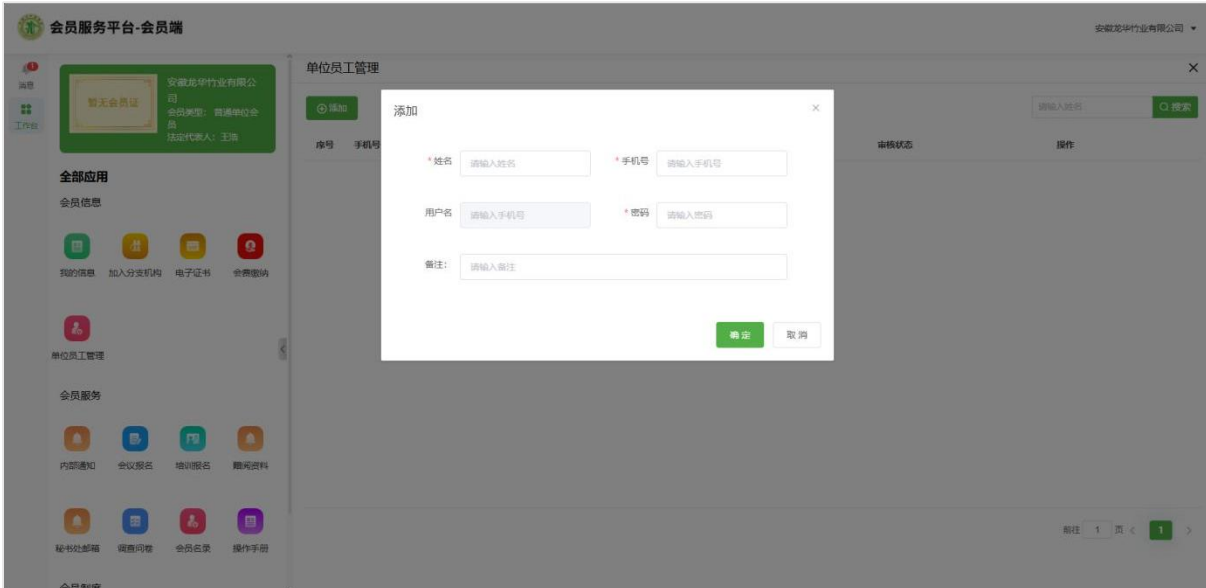 会员服务平台-会员端
安徽龙华竹业有限公司
消息
工作台
暂无会员证
安徽龙华竹业有限公
司
会员类型：普通单位会
员
法定代表人：王浩
全部应用
会员信息
我的信息 加入分支机构 电子证书 会费缴纳
单位员工管理
会员服务
内部通知 会议报名 培训报名 期间资料
秘书处邮箱 调查问卷 会员名录 操作手册
单位员工管理
添加
请输入姓名 搜索
序号 手机号 审核状态 操作
添加
*姓名 请输入姓名 *手机号 请输入手机号
用户名 请输入手机号 *密码 请输入密码
备注: 请输入备注
确定 取消
前往 1 页 < 1 >